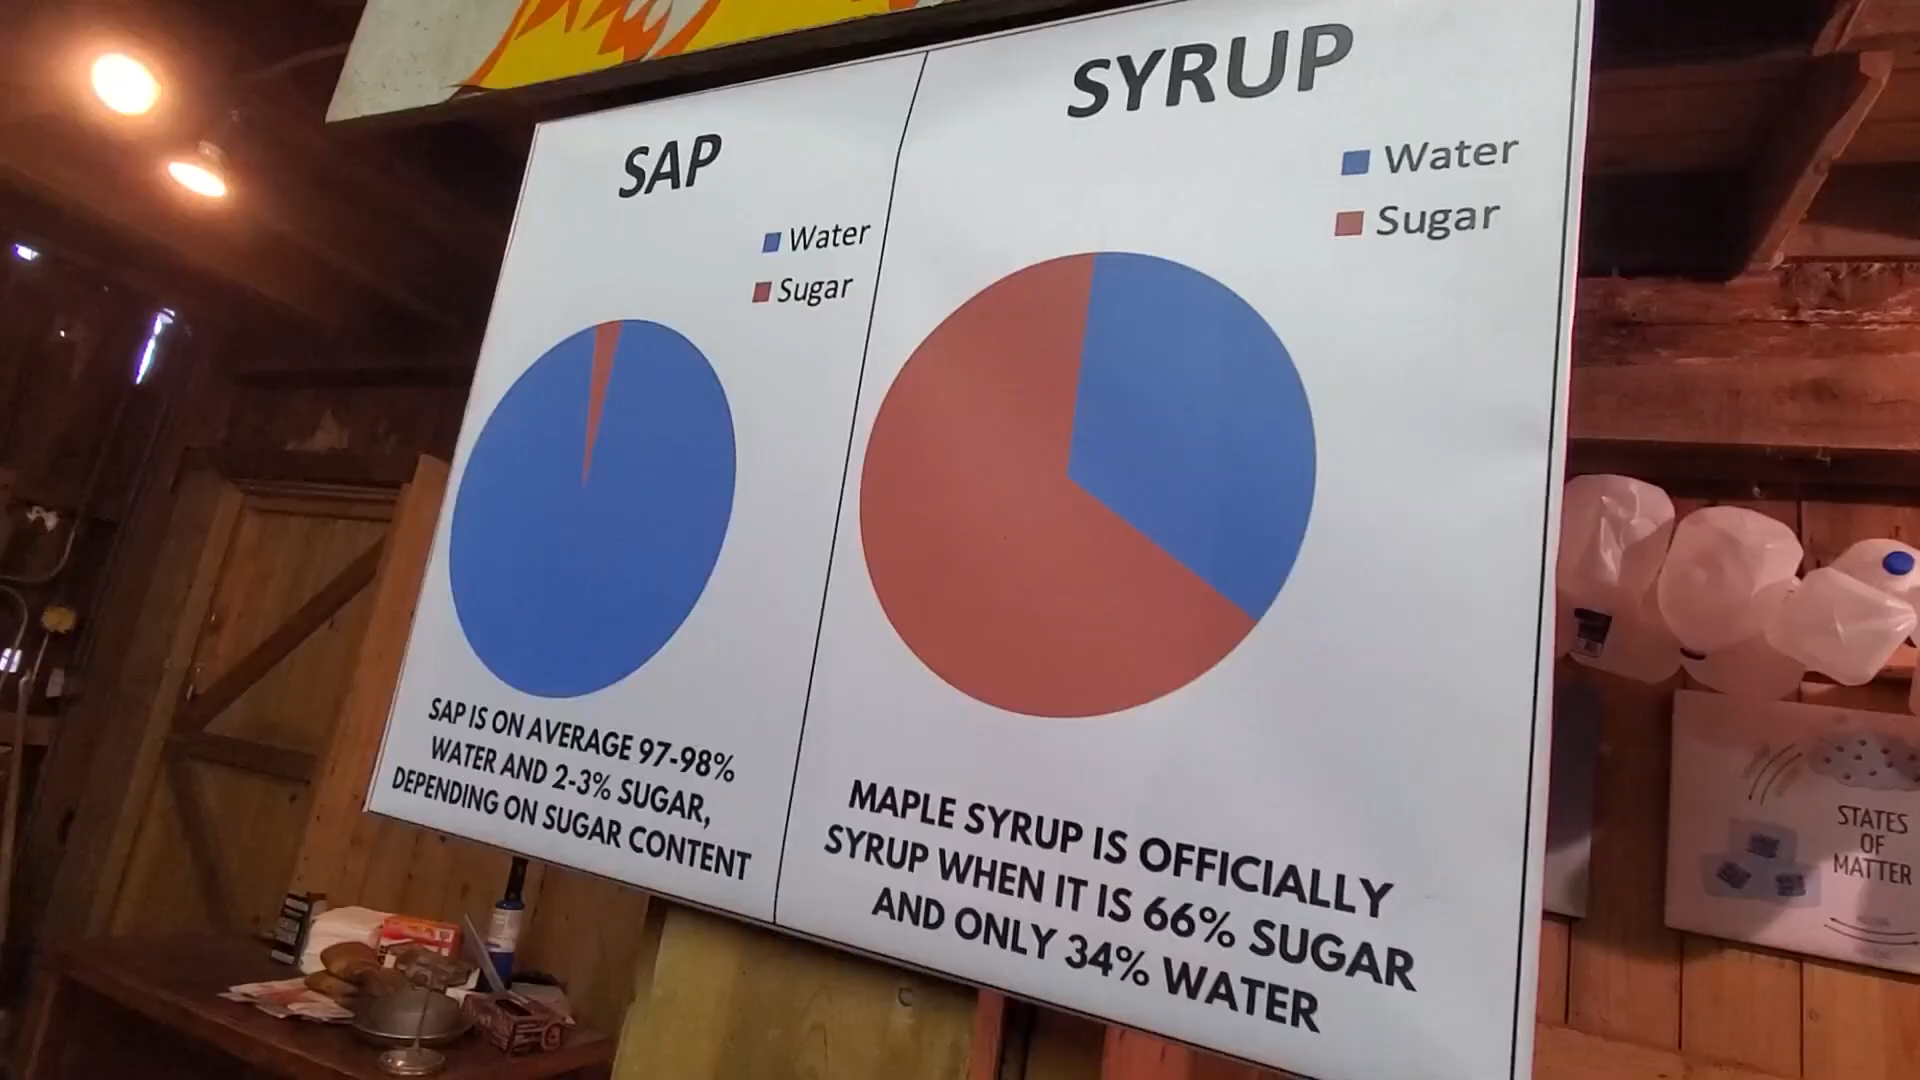 SAP
Water
Sugar
SAP IS ON AVERAGE 97-98%
WATER AND 2-3% SUGAR,
DEPENDING ON SUGAR CONTENT
SYRUP
Water
Sugar
MAPLE SYRUP IS OFFICIALLY
SYRUP WHEN IT IS 66% SUGAR
AND ONLY 34% WATER
STATES
OF
MATTER